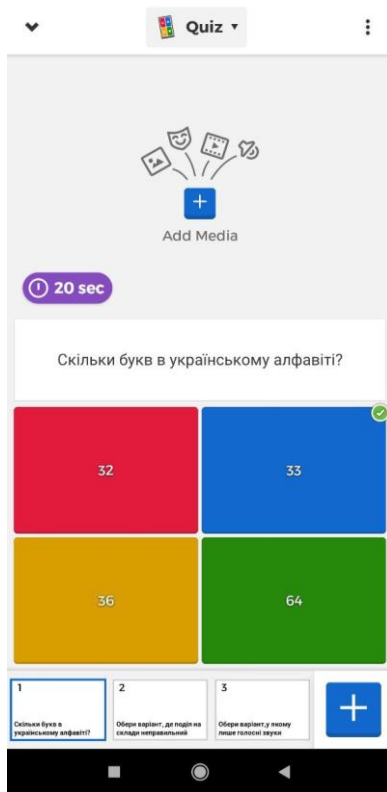 Quiz
Add Media
20 sec
Скільки букв в українському алфавіті?
32
33
36
64
1
Скільки букв в
українському алфавіті?
2
Обери варіант, де поділ на
склади неправильний
3
Обери варіант,у якому
лише голосні звуки